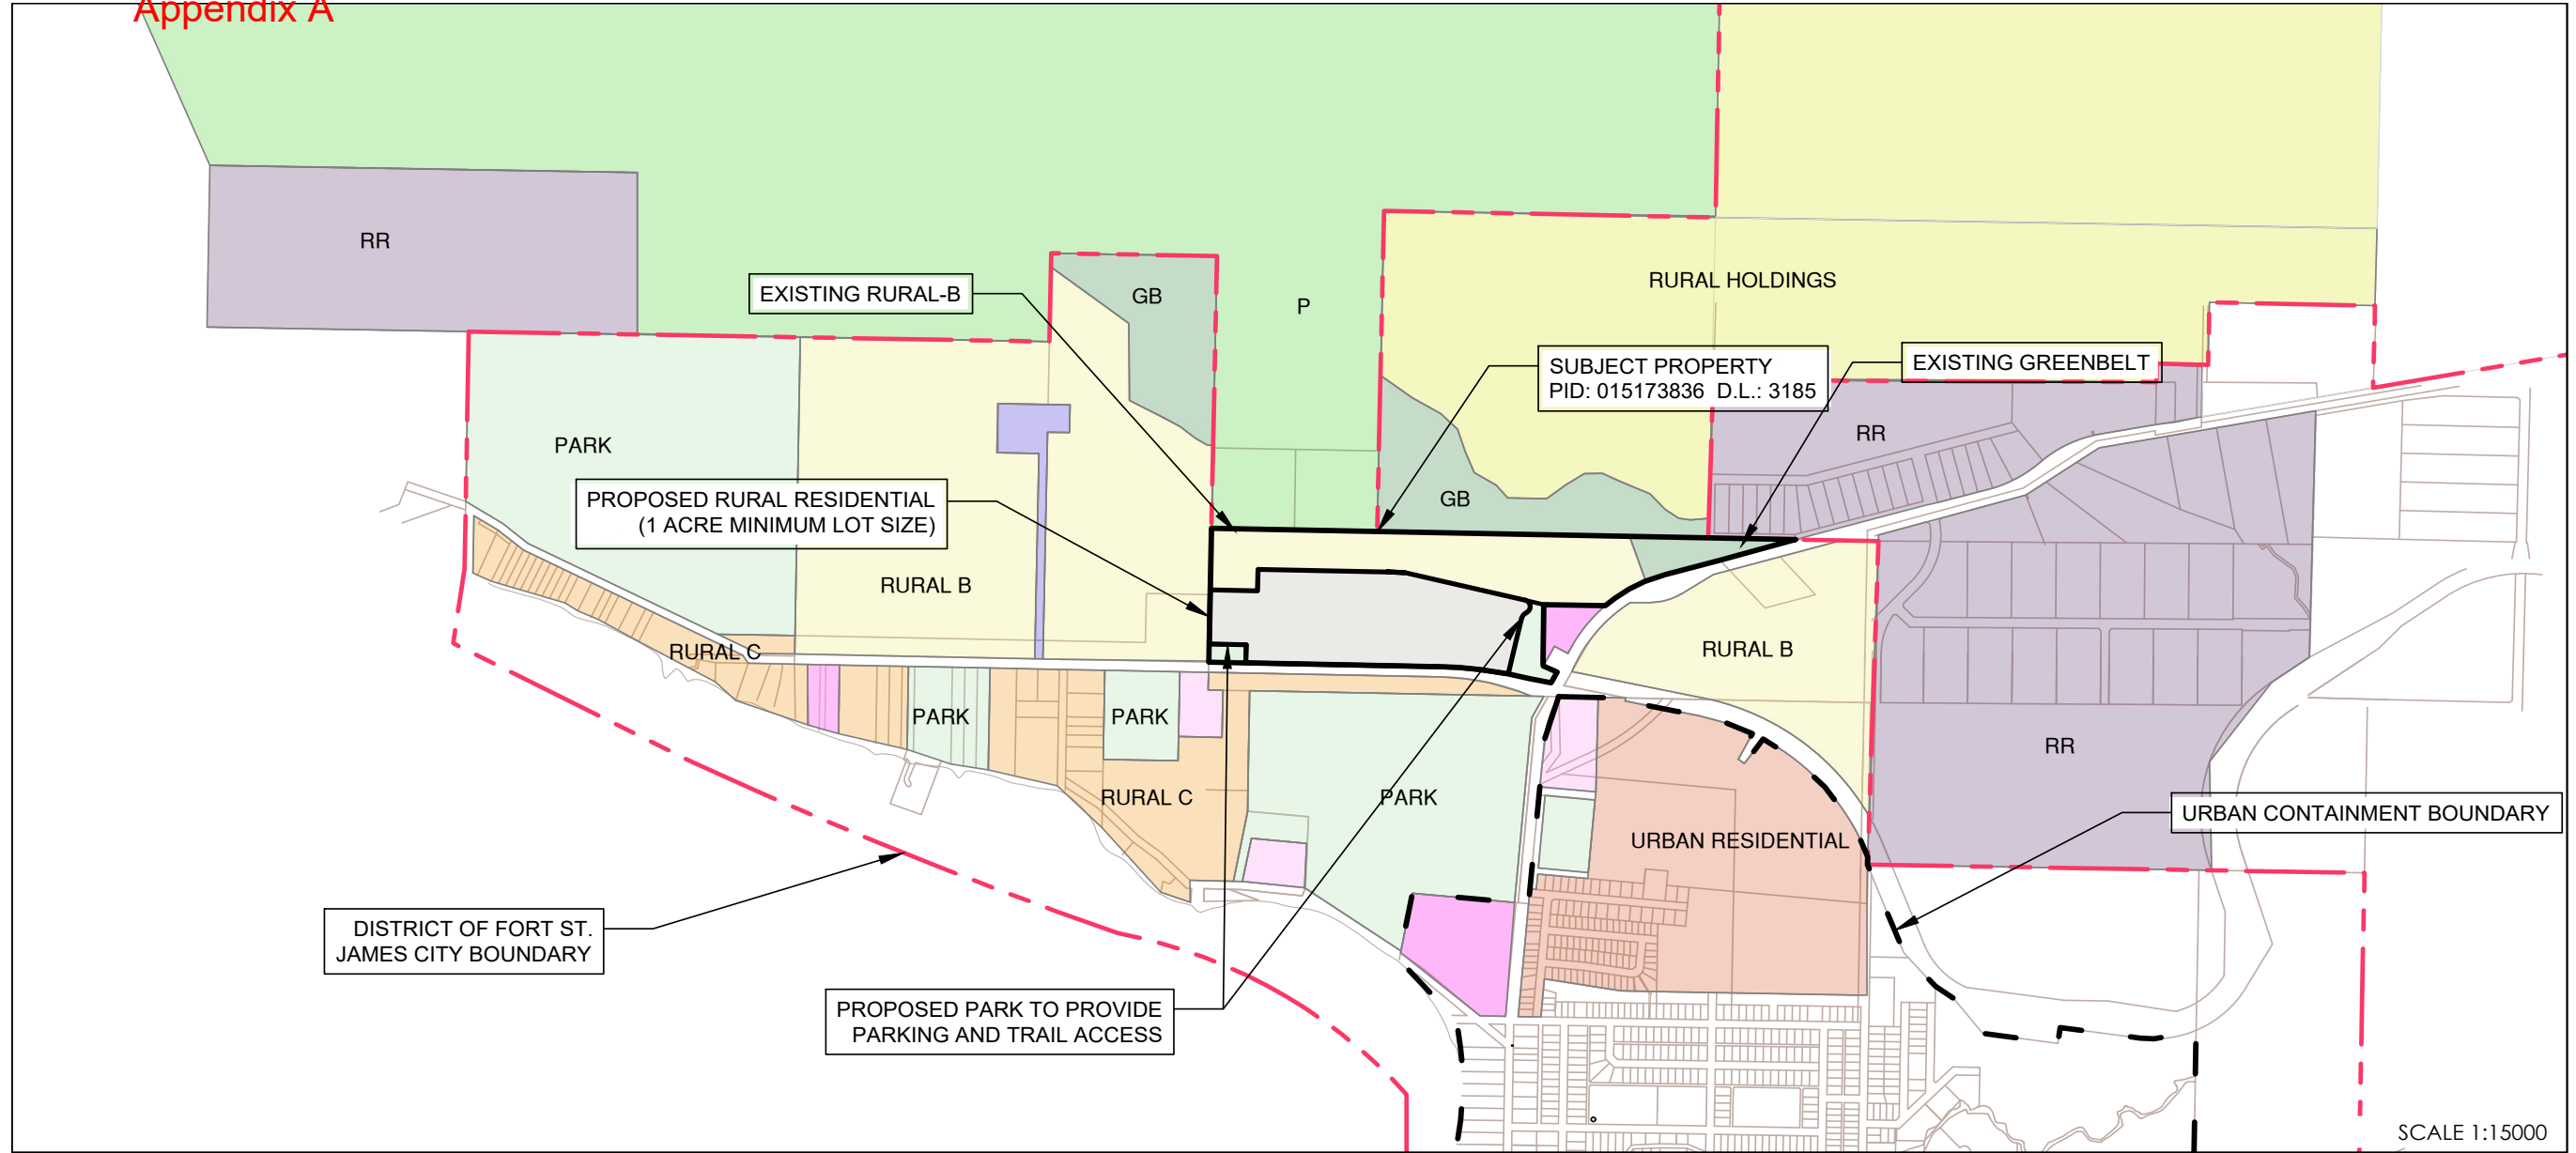 Appendix A
RR
EXISTING RURAL-B
GB
P
RURAL HOLDINGS
SUBJECT PROPERTY
PID: 015173836 D.L.: 3185
EXISTING GREENBELT
PARK
RR
PROPOSED RURAL RESIDENTIAL
(1 ACRE MINIMUM LOT SIZE)
GB
RURAL B
RURAL C
RURAL B
PARK
PARK
RR
RURAL C
PARK
URBAN RESIDENTIAL
URBAN CONTAINMENT BOUNDARY
DISTRICT OF FORT ST.
JAMES CITY BOUNDARY
PROPOSED PARK TO PROVIDE
PARKING AND TRAIL ACCESS
SCALE 1:15000